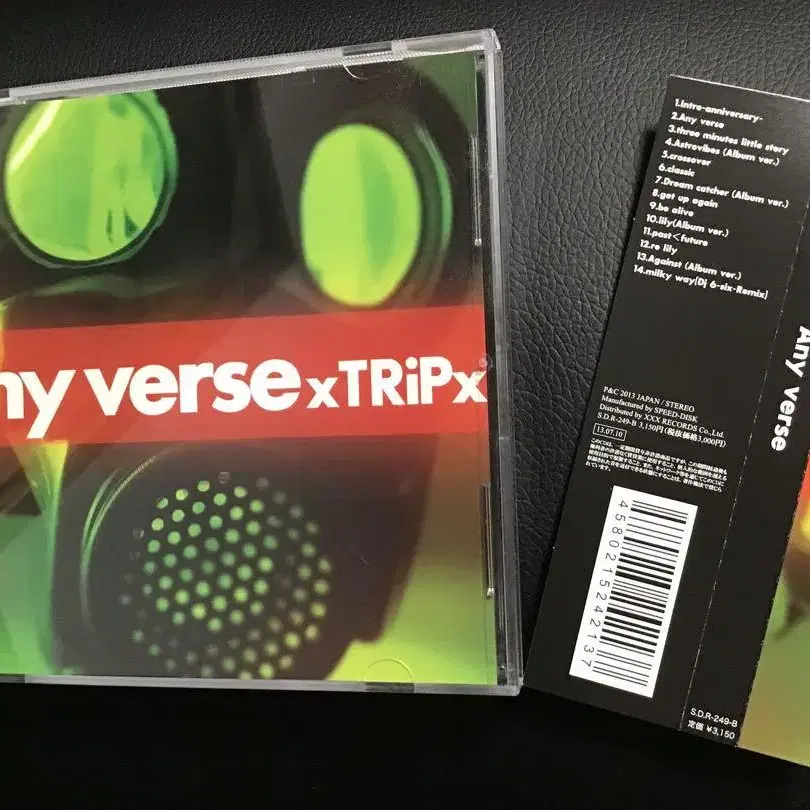 ny verse xTRiPx
1.intro-anniversary-
2.Any verse
3.three minutes little story
4.Astrovibes (Album ver.)
5.crossover
6.classic
7.Dream catcher (Album ver.)
8.get up again
9.be alive
10.lily(Album ver.)
11.past<future
12.re lily
13.Against (Album ver.)
14.milky way[Dj 6-six-Remix]
P&C 2013 JAPAN / STEREO
Manufactured by SPEED-DISK
Distributed by XXX RECORDS Co., Ltd.
S.D.R-249-B 3,150円(税抜価格3,000円)
13.07.10
4580215242137
S.D.R-249-B
定価 ¥3,150
Any verse